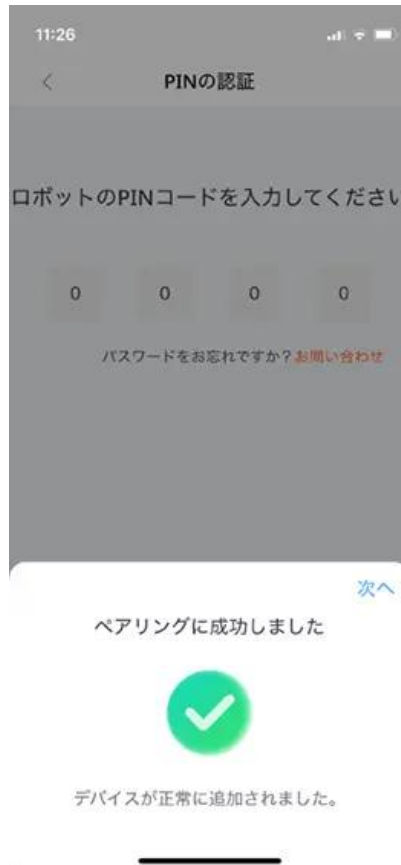 11:26
PINの認証
ロボットのPINコードを入力してください
0 0 0 0
パスワードをお忘れですか？お問い合わせ
次へ
ペアリングに成功しました
デバイスが正常に追加されました。